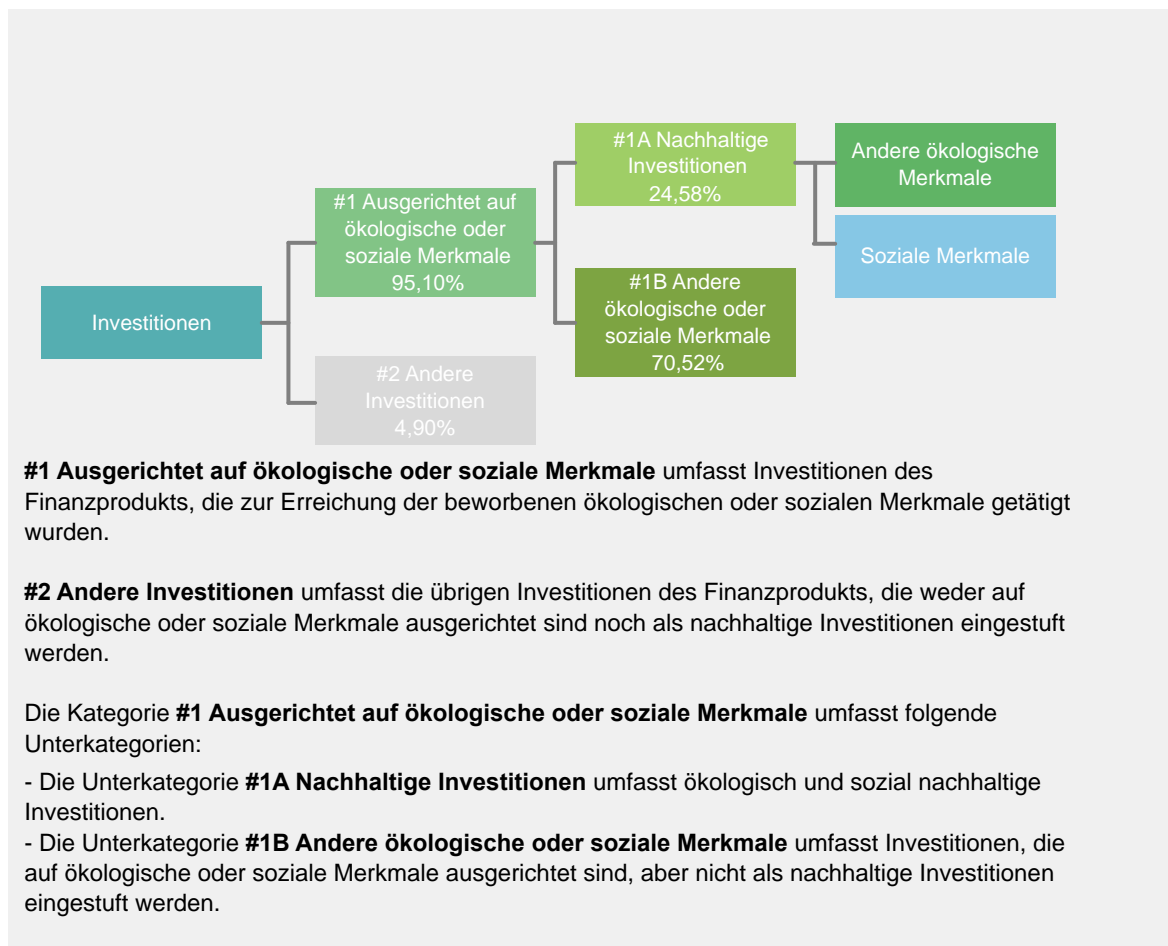 #1A Nachhaltige
Investitionen
24,58%
Andere ökologische
Merkmale
#1 Ausgerichtet auf
ökologische oder
soziale Merkmale
95,10%
Soziale Merkmale
#1B Andere
ökologische oder
soziale Merkmale
70,52%
Investitionen
#2 Andere
Investitionen
4,90%
#1 Ausgerichtet auf ökologische oder soziale Merkmale umfasst Investitionen des
Finanzprodukts, die zur Erreichung der beworbenen ökologischen oder sozialen Merkmale getätigt
wurden.
#2 Andere Investitionen umfasst die übrigen Investitionen des Finanzprodukts, die weder auf
ökologische oder soziale Merkmale ausgerichtet sind noch als nachhaltige Investitionen eingestuft
werden.
Die Kategorie #1 Ausgerichtet auf ökologische oder soziale Merkmale umfasst folgende
Unterkategorien:
- Die Unterkategorie #1A Nachhaltige Investitionen umfasst ökologisch und sozial nachhaltige
Investitionen.
- Die Unterkategorie #1B Andere ökologische oder soziale Merkmale umfasst Investitionen, die
auf ökologische oder soziale Merkmale ausgerichtet sind, aber nicht als nachhaltige Investitionen
eingestuft werden.